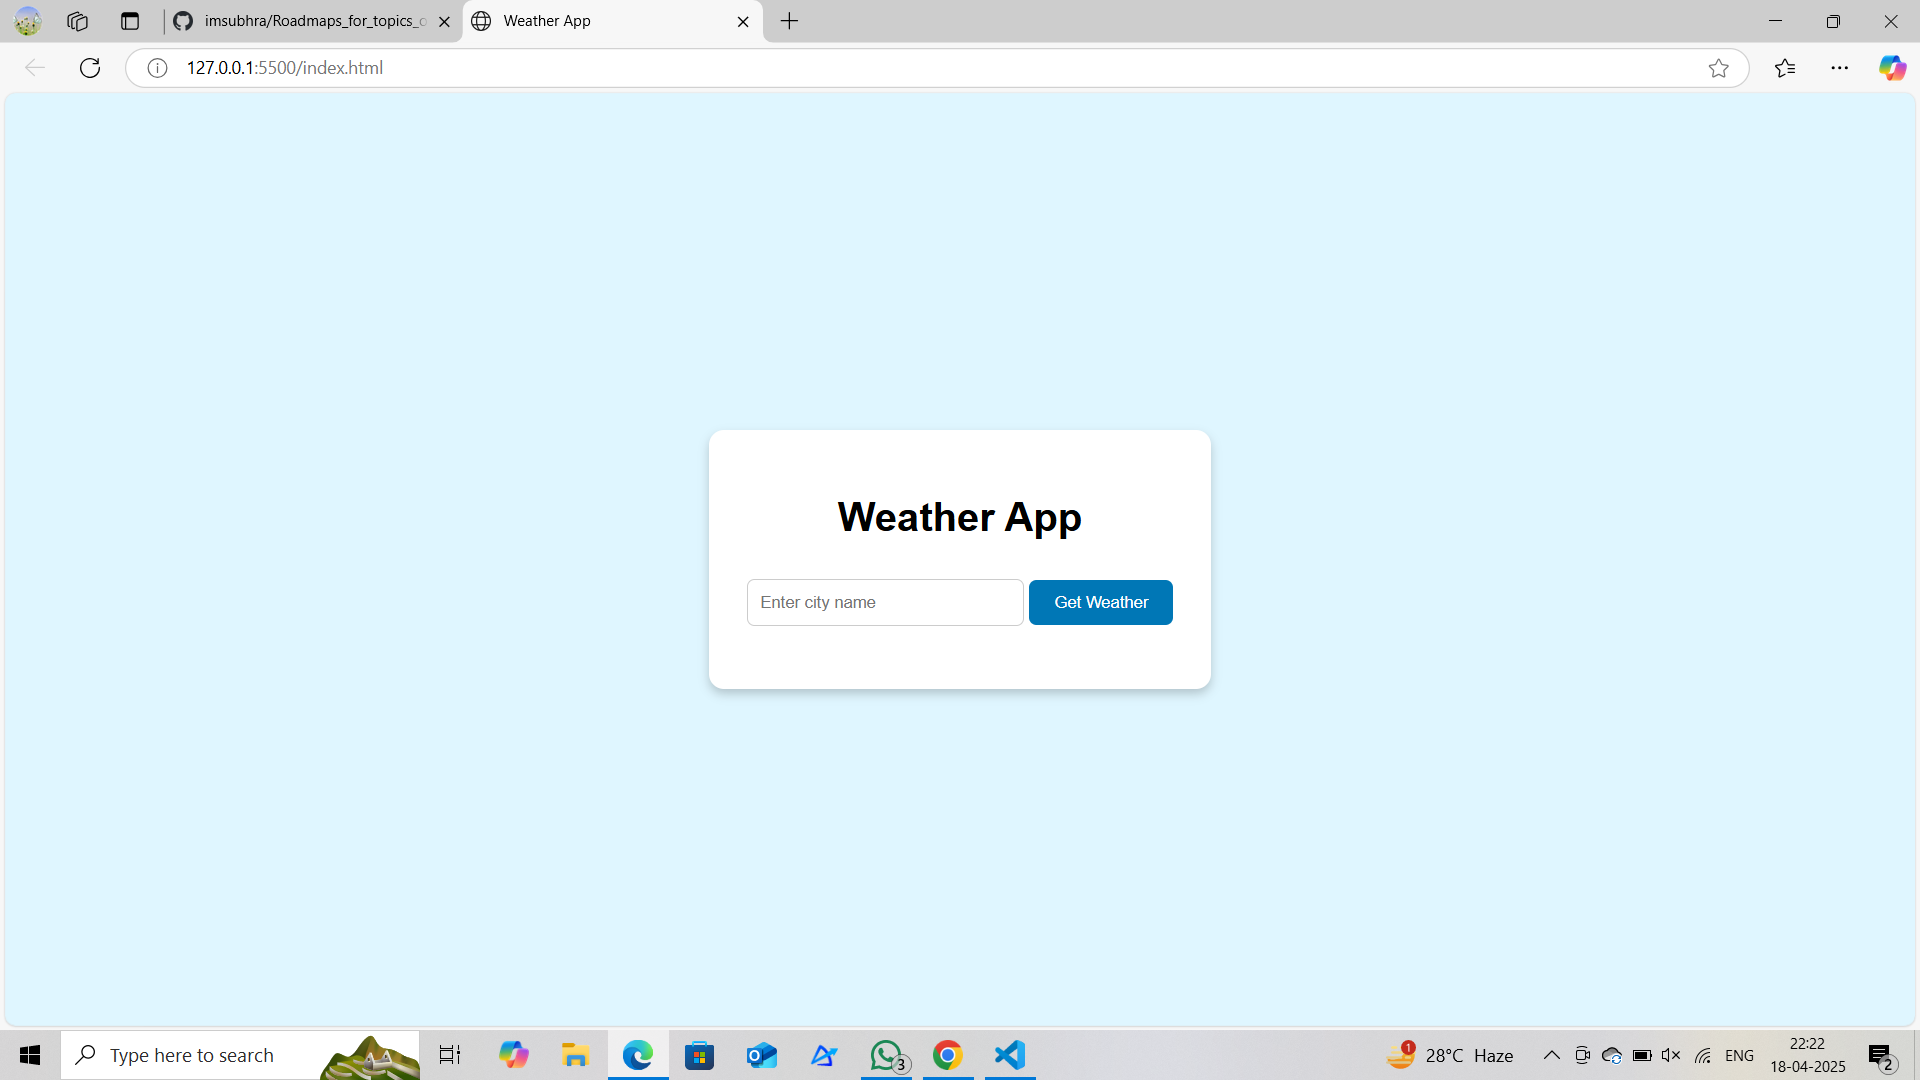 imsubhra/Roadmaps_for_topics_o
Weather App
127.0.0.1:5500/index.html
Weather App
Enter city name
Get Weather
Type here to search
3
1
28°C Haze
ENG
22:22
18-04-2025
2